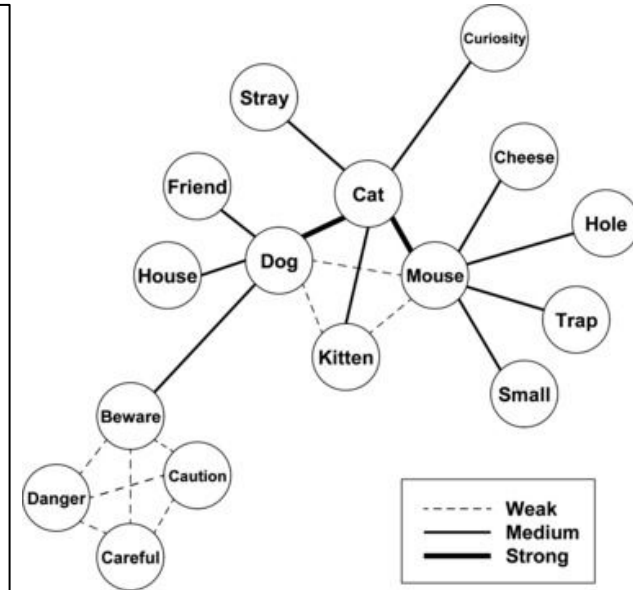 Curiosity
Stray
Cheese
Friend
Cat
Hole
House
Dog
Mouse
Trap
Kitten
Small
Beware
Caution
Danger
Careful
Weak
Medium
Strong